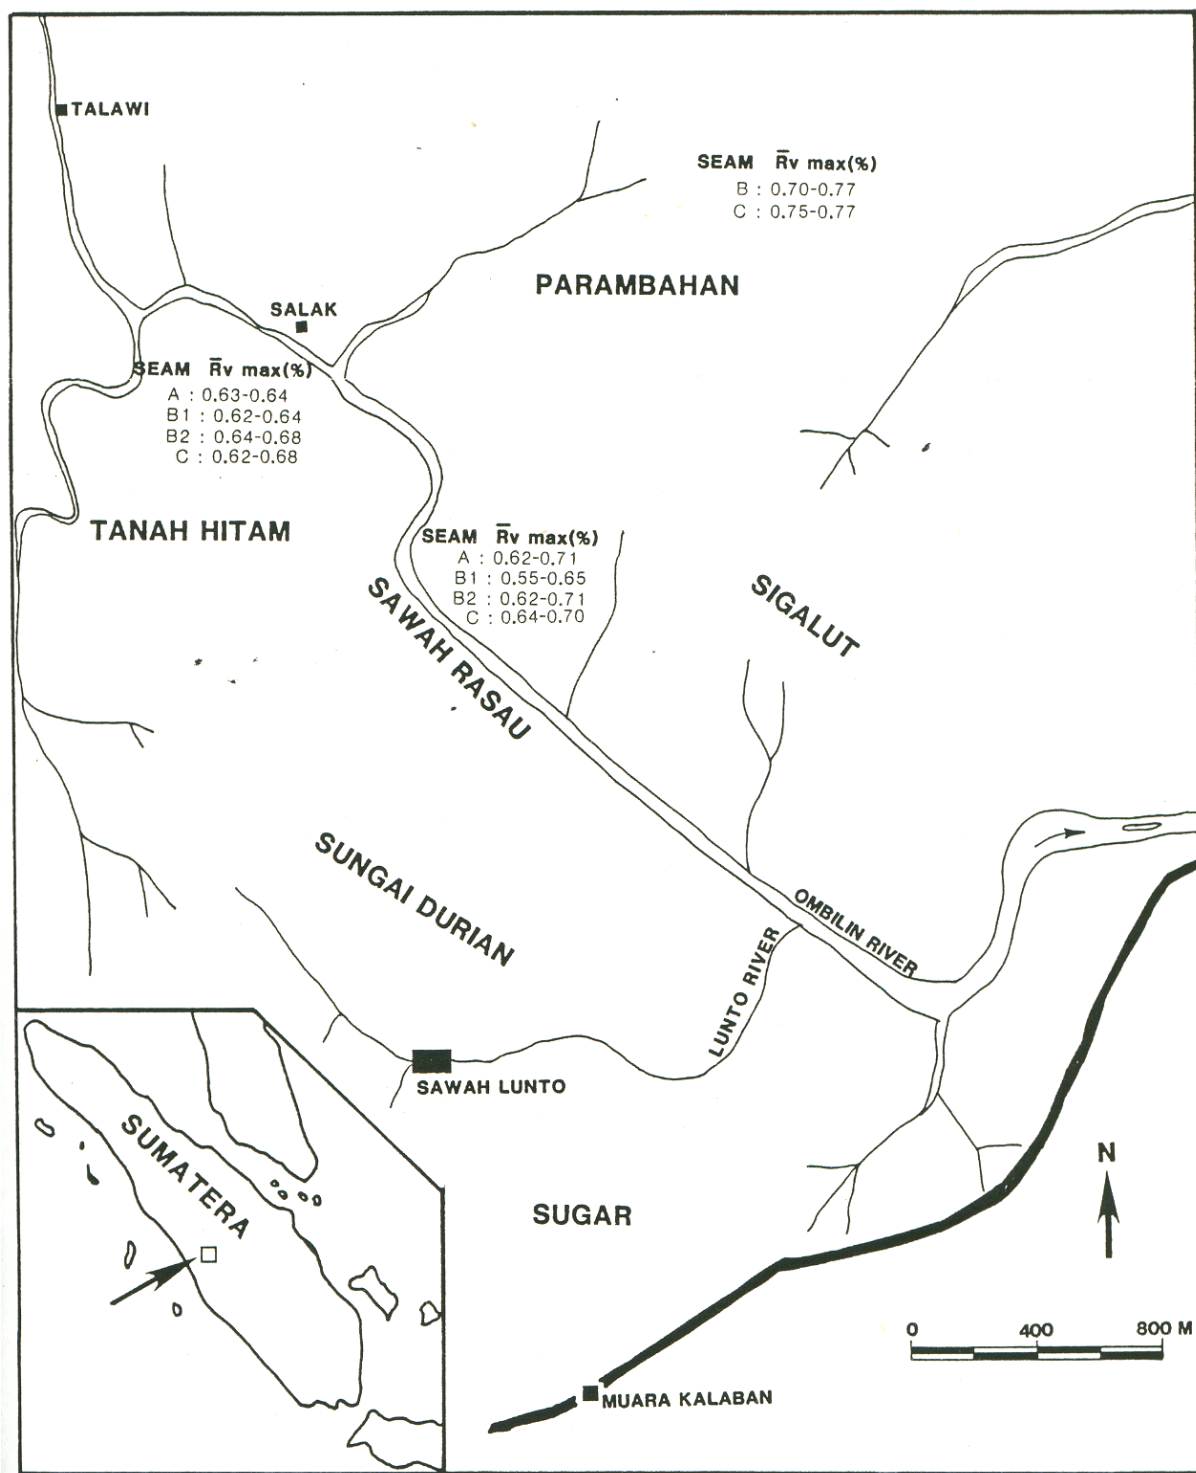 TALAWI
SEAM R̅v max(%)
B : 0.70-0.77
C : 0.75-0.77
PARAMBAHAN
SALAK
SEAM R̅v max(%)
A : 0.63-0.64
B1 : 0.62-0.64
B2 : 0.64-0.68
C : 0.62-0.68
TANAH HITAM
SEAM R̅v max(%)
A : 0.62-0.71
B1 : 0.55-0.65
B2 : 0.62-0.71
C : 0.64-0.70
SAWAH RASAU
SIGALUT
SUNGAI DURIAN
OMBILIN RIVER
LUNTO RIVER
SAWAH LUNTO
SUMATERA
SUGAR
N
0 400 800 M
MUARA KALABAN